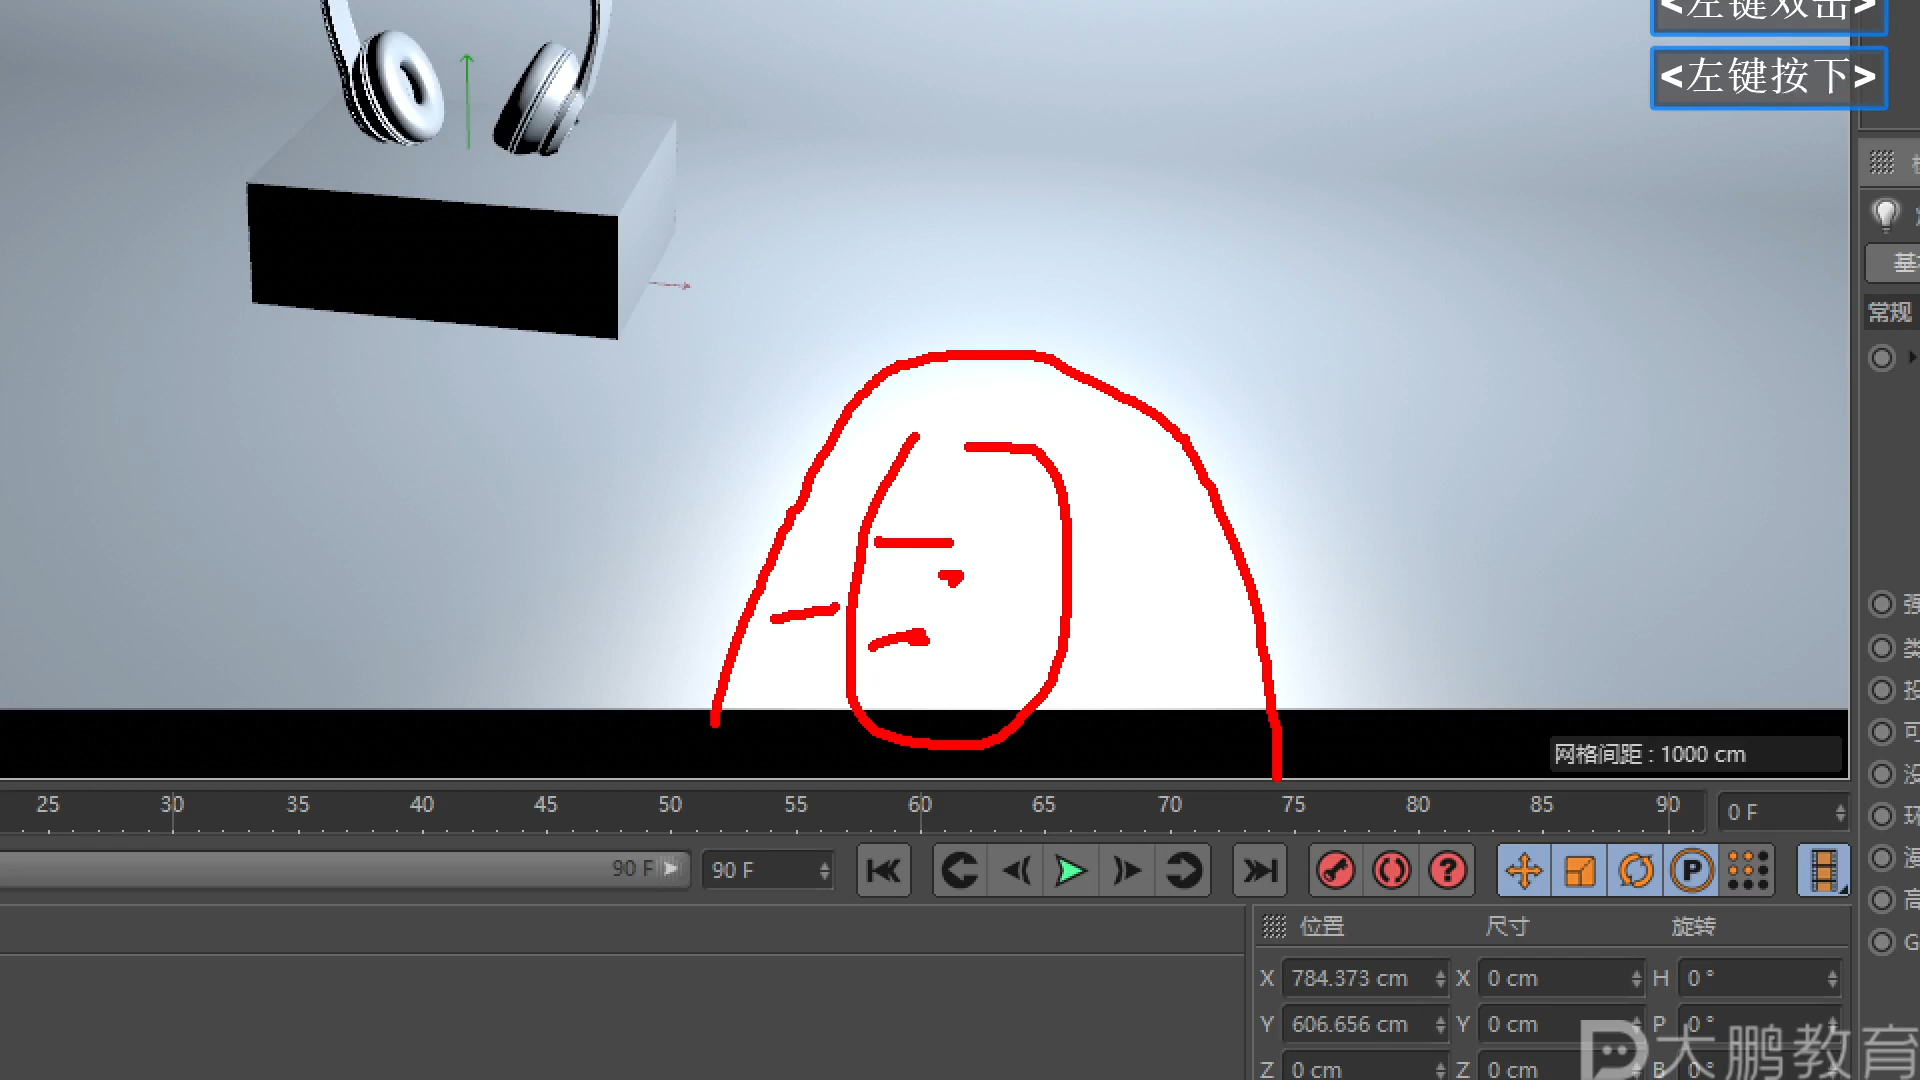 <左键双击>
<左键按下>
常规
网格间距 : 1000 cm
25 30 35 40 45 50 55 60 65 70 75 80 85 90
0 F
90 F
90 F
位置 尺寸 旋转
X 784.373 cm X 0 cm H 0 °
Y 606.656 cm Y 0 cm P 0 °
Z 0 cm Z 0 cm B 0 °
大鹏教育